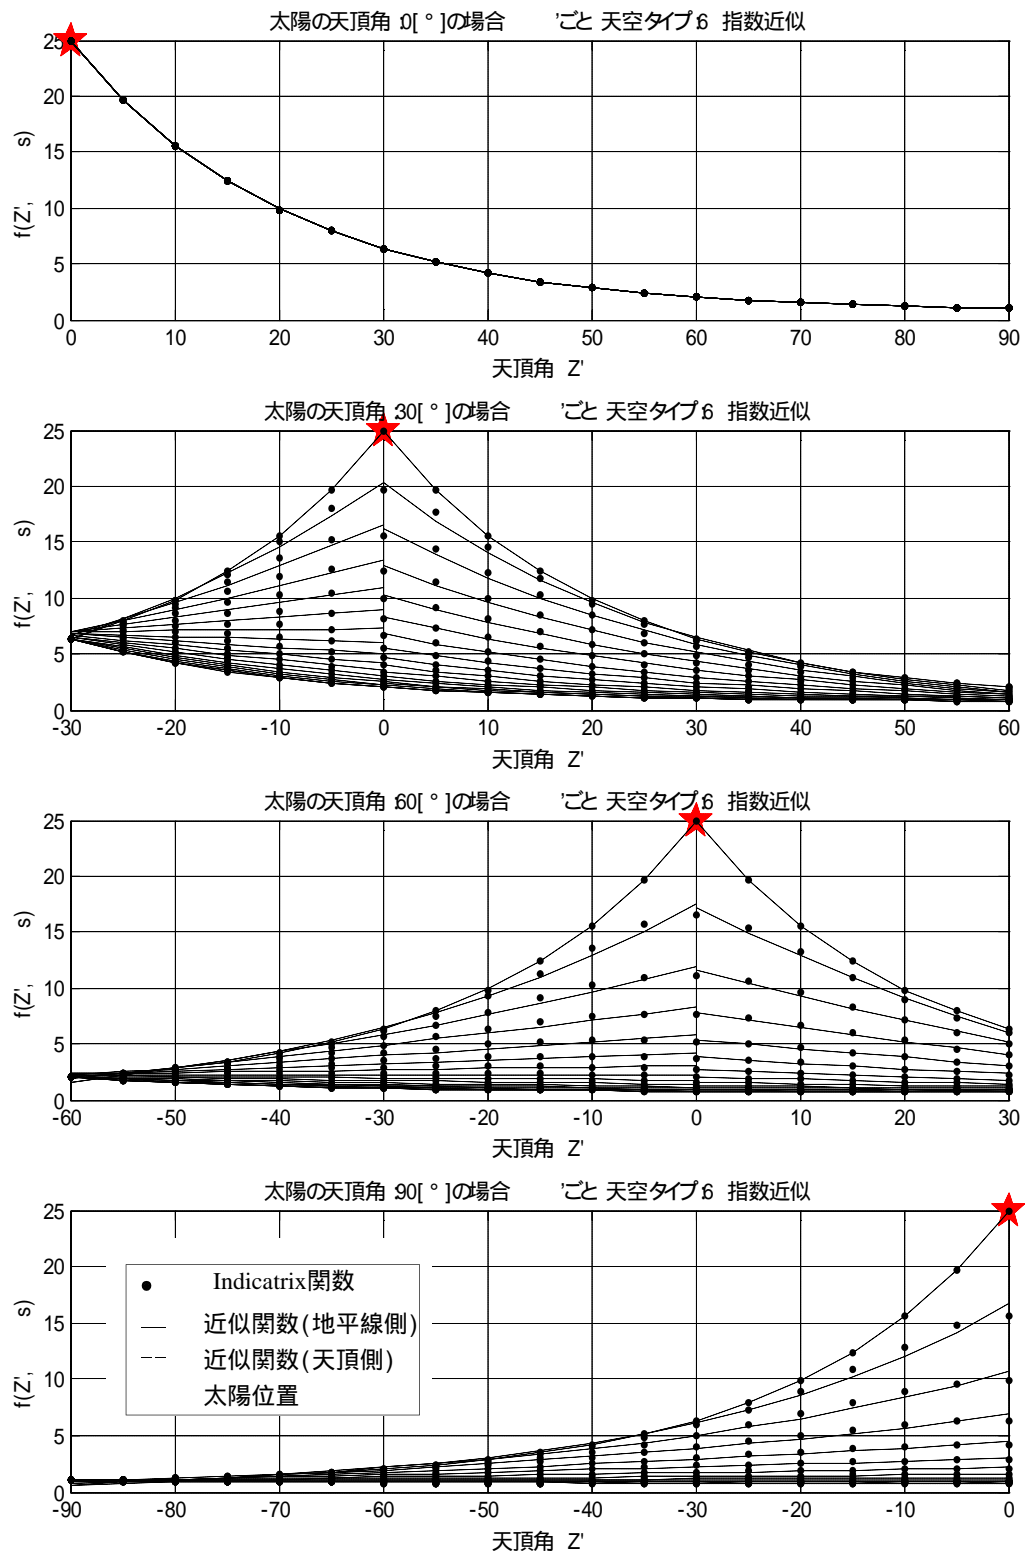 太陽の天頂角:0[°]の場合 'ごと 天空タイプ:6 指数近似
25
20
15
10
5
0
f(Z', s)
0 10 20 30 40 50 60 70 80 90
天頂角 Z'
太陽の天頂角:30[°]の場合 'ごと 天空タイプ:6 指数近似
25
20
15
10
5
0
f(Z', s)
-30 -20 -10 0 10 20 30 40 50 60
天頂角 Z'
太陽の天頂角:60[°]の場合 'ごと 天空タイプ:6 指数近似
25
20
15
10
5
0
f(Z', s)
-60 -50 -40 -30 -20 -10 0 10 20 30
天頂角 Z'
太陽の天頂角:90[°]の場合 'ごと 天空タイプ:6 指数近似
25
20
15
10
5
0
f(Z', s)
Indicatrix関数
近似関数(地平線側)
近似関数(天頂側)
太陽位置
-90 -80 -70 -60 -50 -40 -30 -20 -10 0
天頂角 Z'